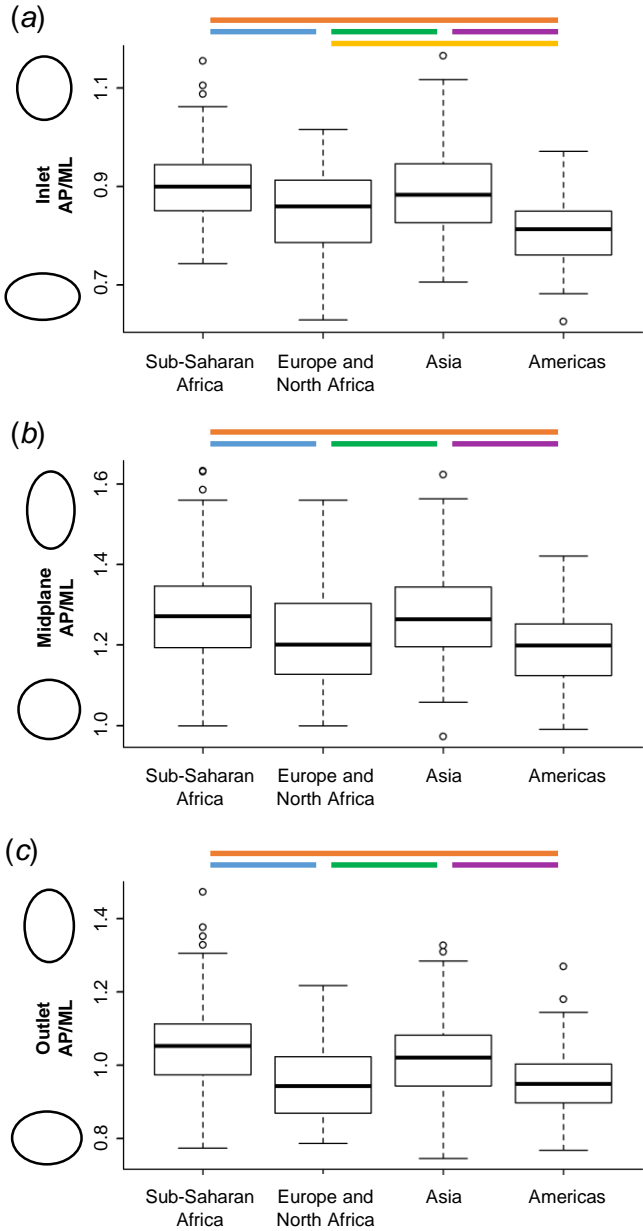 (a)
Inlet
AP/ML
1.1
0.9
0.7
Sub-Saharan
Africa
Europe and
North Africa
Asia
Americas
(b)
Midplane
AP/ML
1.6
1.4
1.2
1.0
Sub-Saharan
Africa
Europe and
North Africa
Asia
Americas
(c)
Outlet
AP/ML
1.4
1.2
1.0
0.8
Sub-Saharan
Africa
Europe and
North Africa
Asia
Americas